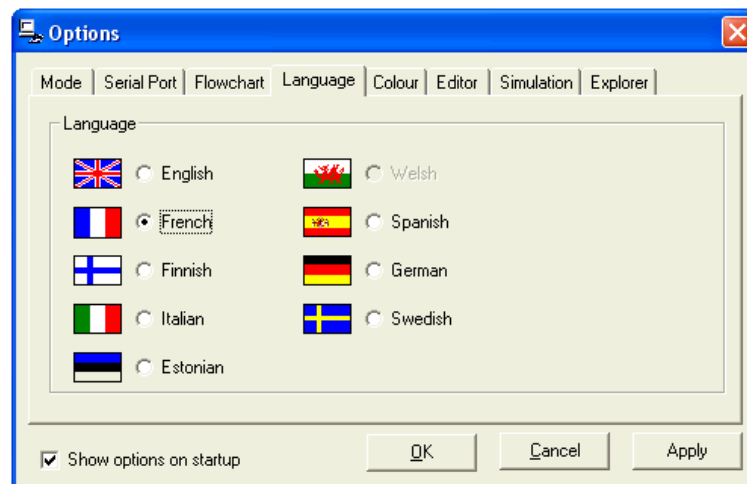 Options
Mode Serial Port Flowchart Language Colour Editor Simulation Explorer
Language
English Welsh
French Spanish
Finnish German
Italian Swedish
Estonian
Show options on startup OK Cancel Apply